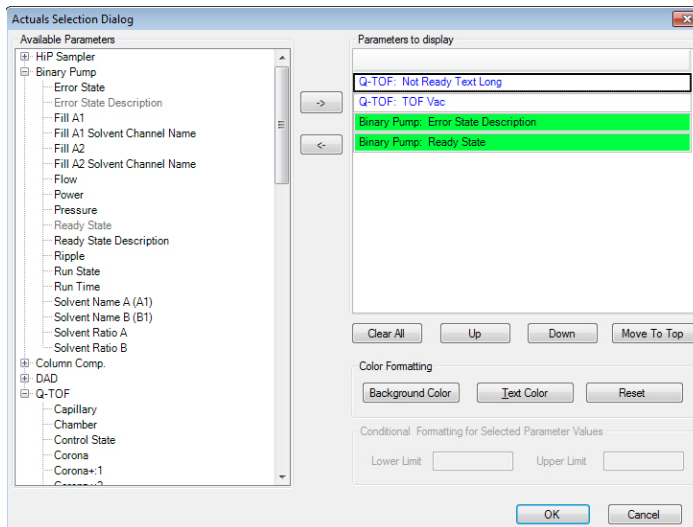 Actuals Selection Dialog
Available Parameters
HiP Sampler
Binary Pump
Error State
Error State Description
Fill A1
Fill A1 Solvent Channel Name
Fill A2
Fill A2 Solvent Channel Name
Flow
Power
Pressure
Ready State
Ready State Description
Ripple
Run State
Run Time
Solvent Name A (A1)
Solvent Name B (B1)
Solvent Ratio A
Solvent Ratio B
Column Comp.
DAD
Q-TOF
Capillary
Chamber
Control State
Corona
Corona+:1
->
<-
Parameters to display
Q-TOF: Not Ready Text Long
Q-TOF: TOF Vac
Binary Pump: Error State Description
Binary Pump: Ready State
Clear All Up Down Move To Top
Color Formatting
Background Color Text Color Reset
Conditional Formatting for Selected Parameter Values
Lower Limit Upper Limit
OK Cancel